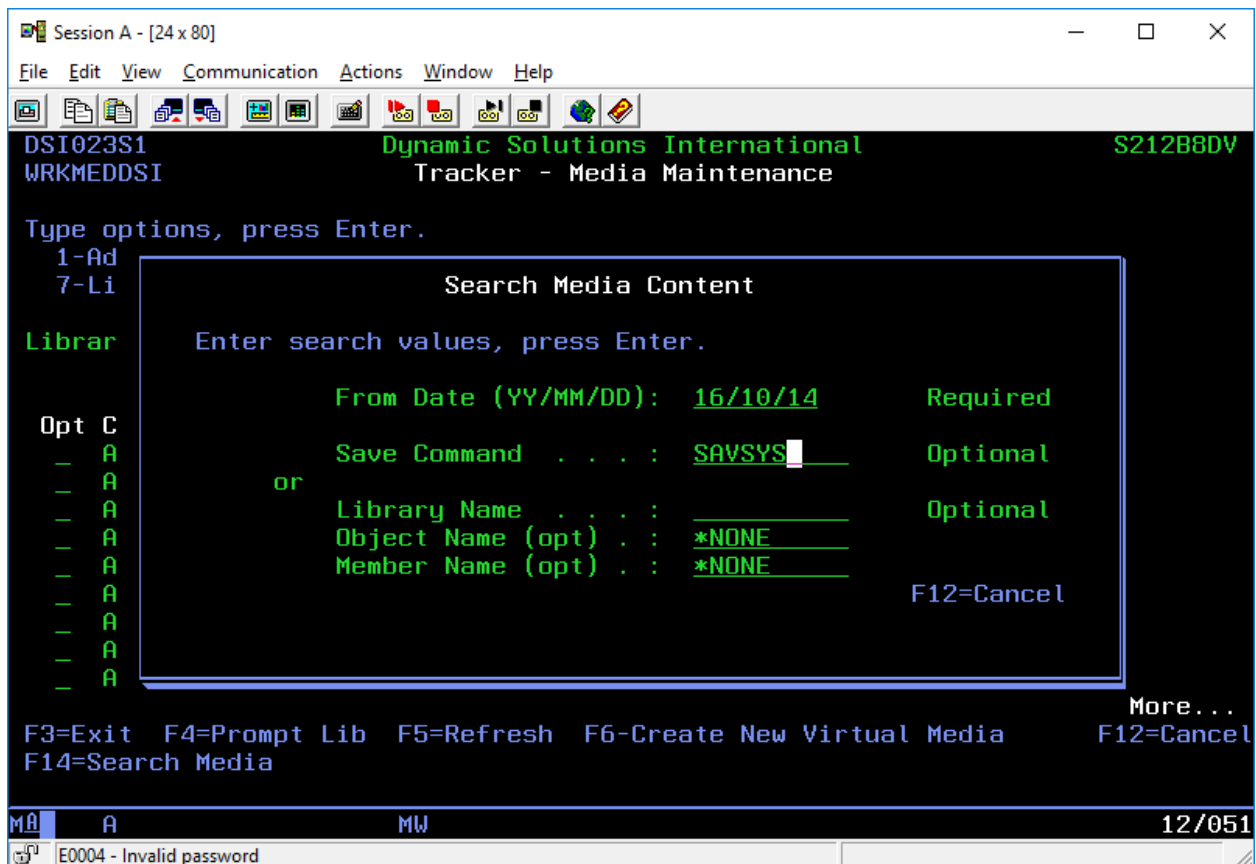 Session A - [24 x 80]
File Edit View Communication Actions Window Help
DSI023S1 Dynamic Solutions International S212B8DV
WRKMEDDSI Tracker - Media Maintenance
Type options, press Enter.
1-Ad
7-Li Search Media Content
Librar Enter search values, press Enter.
From Date (YY/MM/DD): 16/10/14 Required
Opt C
_ A Save Command . . . : SAVSYS Optional
_ A or
_ A Library Name . . . : __________ Optional
_ A Object Name (opt) . : *NONE
_ A Member Name (opt) . : *NONE
_ A F12=Cancel
_ A
_ A
_ A
More...
F3=Exit F4=Prompt Lib F5=Refresh F6-Create New Virtual Media F12=Cancel
F14=Search Media
MA A MW 12/051
E0004 - Invalid password